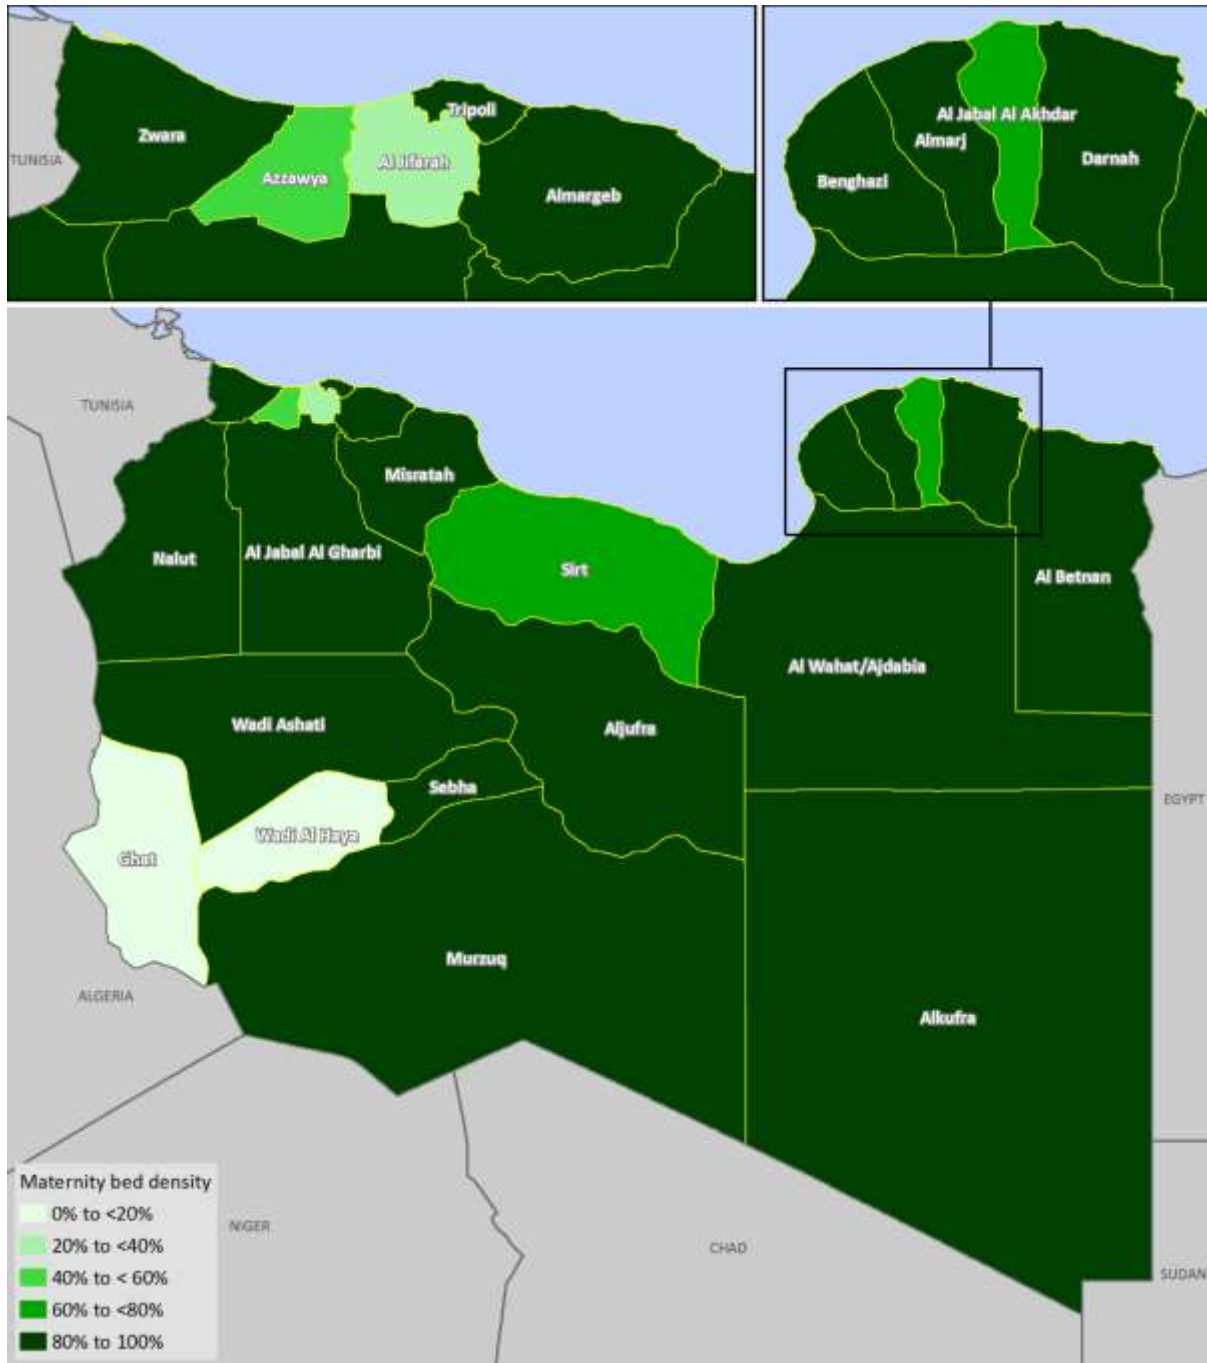 Tripoli
Zwara
TUNISIA
Al Jifarah
Azzawya
Almargeb
Al Jabal Al Akhdar
Almarj
Darnah
Benghazi
TUNISIA
Misratah
Nalut
Al Jabal Al Gharbi
Sirt
Al Betnan
Al Wahat/Ajdabia
Wadi Ashati
Aljufra
Sebha
EGYPT
Wadi Al Haya
Ghat
Murzuq
ALGERIA
Alkufra
NIGER
CHAD
SUDAN
Maternity bed density
0% to <20%
20% to <40%
40% to < 60%
60% to <80%
80% to 100%